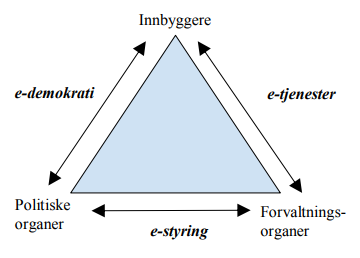 Innbyggere
e-demokrati
e-tjenester
Politiske
organer
Forvaltnings-
organer
e-styring